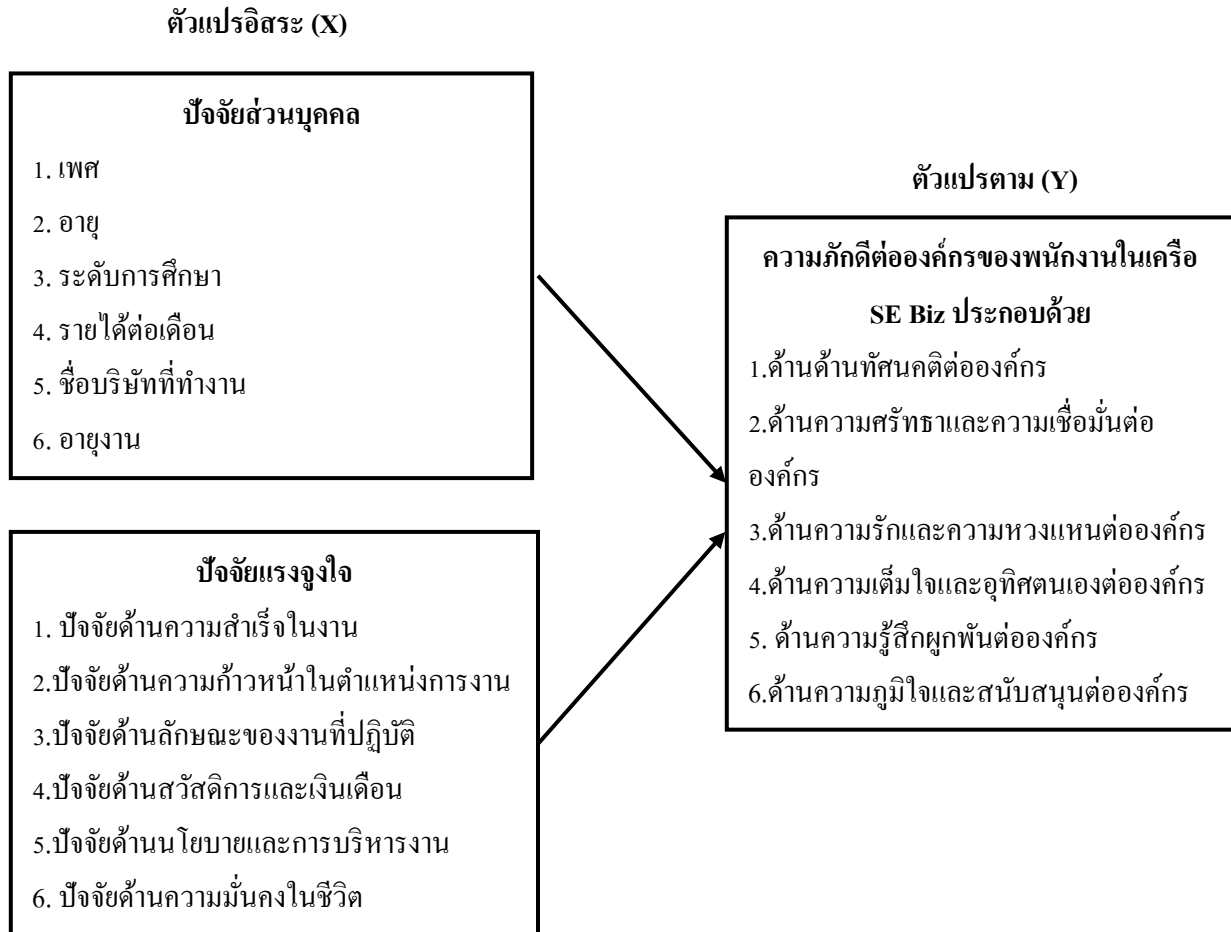 ตัวแปรอิสระ (X)
ปัจจัยส่วนบุคคล
1. เพศ
2. อายุ
3. ระดับการศึกษา
4. รายได้ต่อเดือน
5. ชื่อบริษัทที่ทำงาน
6. อายุงาน
ปัจจัยแรงจูงใจ
1. ปัจจัยด้านความสำเร็จในงาน
2.ปัจจัยด้านความก้าวหน้าในตำแหน่งการงาน
3.ปัจจัยด้านลักษณะของงานที่ปฏิบัติ
4.ปัจจัยด้านสวัสดิการและเงินเดือน
5.ปัจจัยด้านนโยบายและการบริหารงาน
6. ปัจจัยด้านความมั่นคงในชีวิต
ตัวแปรตาม (Y)
ความภักดีต่อองค์กรของพนักงานในเครือ
SE Biz ประกอบด้วย
1.ด้านด้านทัศนคติต่อองค์กร
2.ด้านความศรัทธาและความเชื่อมั่นต่อ
องค์กร
3.ด้านความรักและความหวงแหนต่อองค์กร
4.ด้านความเต็มใจและอุทิศตนเองต่อองค์กร
5. ด้านความรู้สึกผูกพันต่อองค์กร
6.ด้านความภูมิใจและสนับสนุนต่อองค์กร